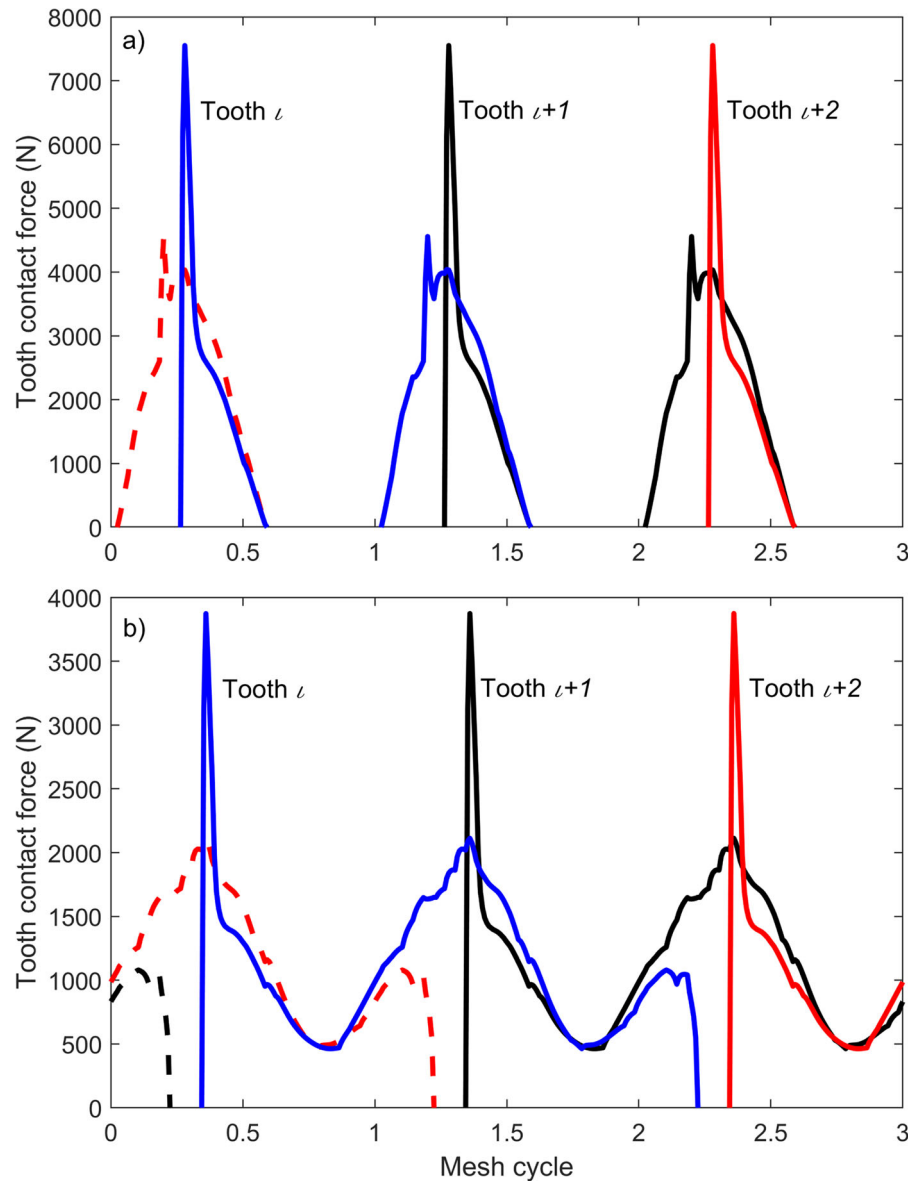 a)
Tooth 𝜄
Tooth 𝜄+1
Tooth 𝜄+2
Tooth contact force (N)
8000
7000
6000
5000
4000
3000
2000
1000
0
0 0.5 1 1.5 2 2.5 3
b)
Tooth 𝜄
Tooth 𝜄+1
Tooth 𝜄+2
Tooth contact force (N)
4000
3500
3000
2500
2000
1500
1000
500
0
0 0.5 1 1.5 2 2.5 3
Mesh cycle